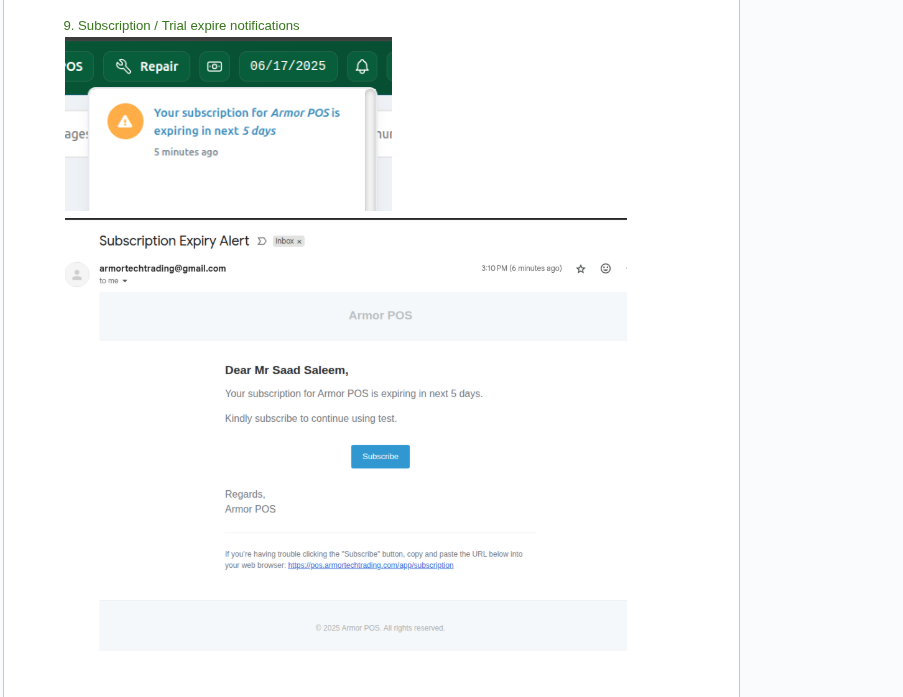 9. Subscription / Trial expire notifications
OS Repair 06/17/2025
Your subscription for Armor POS is
expiring in next 5 days
5 minutes ago
Subscription Expiry Alert Inbox x
armortechtrading@gmail.com 3:10 PM (6 minutes ago)
to me
Armor POS
Dear Mr Saad Saleem,
Your subscription for Armor POS is expiring in next 5 days.
Kindly subscribe to continue using test.
Subscribe
Regards,
Armor POS
If you're having trouble clicking the "Subscribe" button, copy and paste the URL below into
your web browser: https://pos.armortechtrading.com/app/subscription
© 2025 Armor POS. All rights reserved.